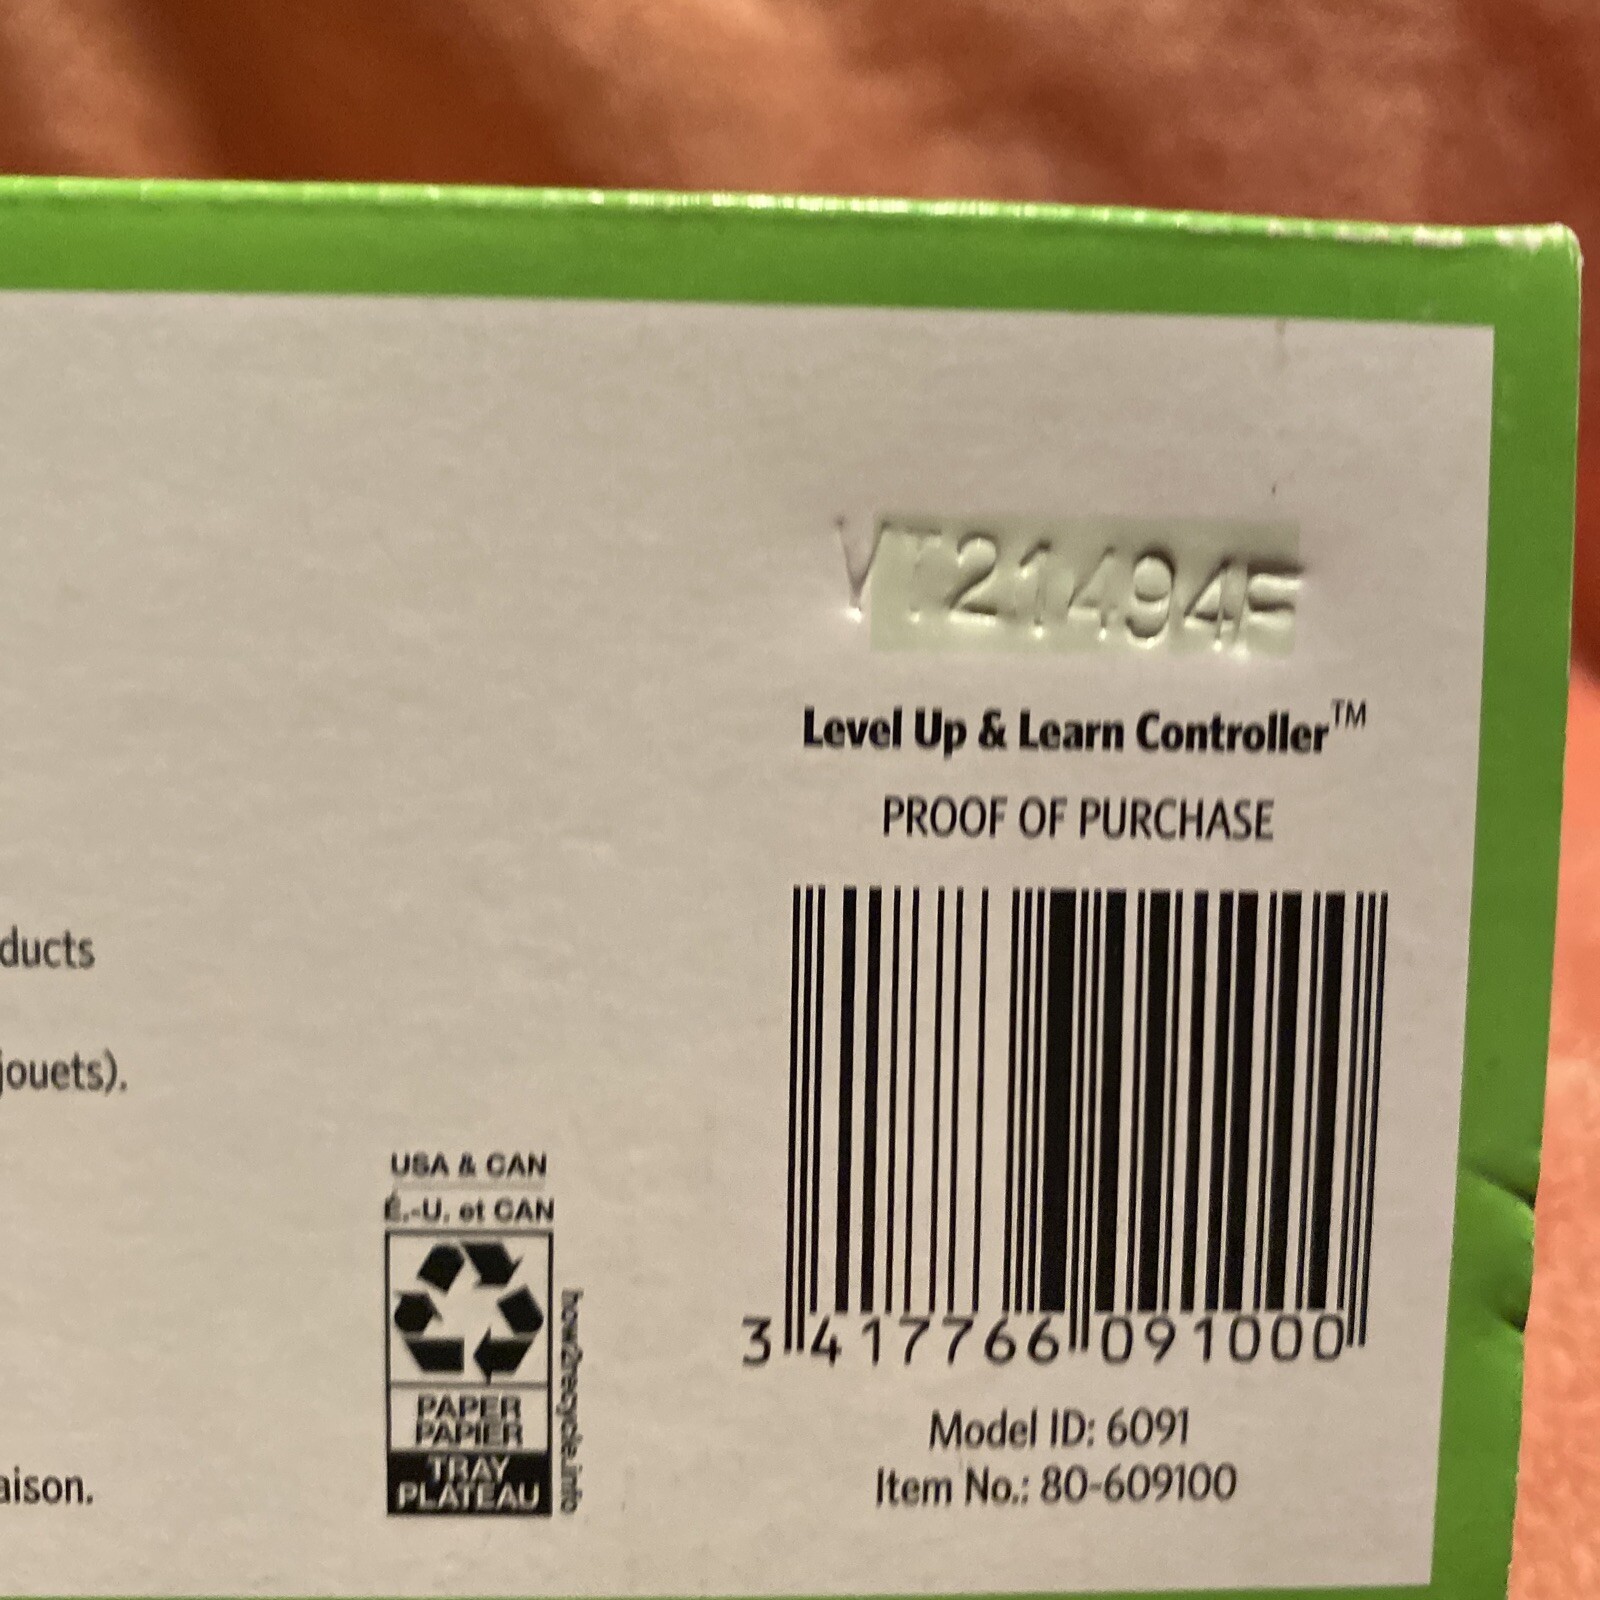 VT21494
Level Up & Learn Controller™
PROOF OF PURCHASE
3 417766 091000
Model ID: 6091
Item No.: 80-609100
ducts
jouets).
aison.
USA & CAN
É.-U. et CAN
PAPER
PAPIER
TRAY
PLATEAU
how2recycle.info